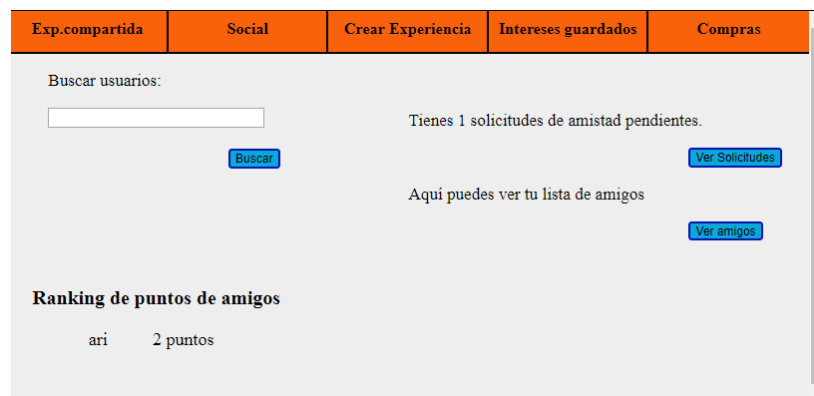 Exp.compartida Social Crear Experiencia Intereses guardados Compras
Buscar usuarios:
Tienes 1 solicitudes de amistad pendientes.
Buscar
Ver Solicitudes
Aquí puedes ver tu lista de amigos
Ver amigos
Ranking de puntos de amigos
ari 2 puntos